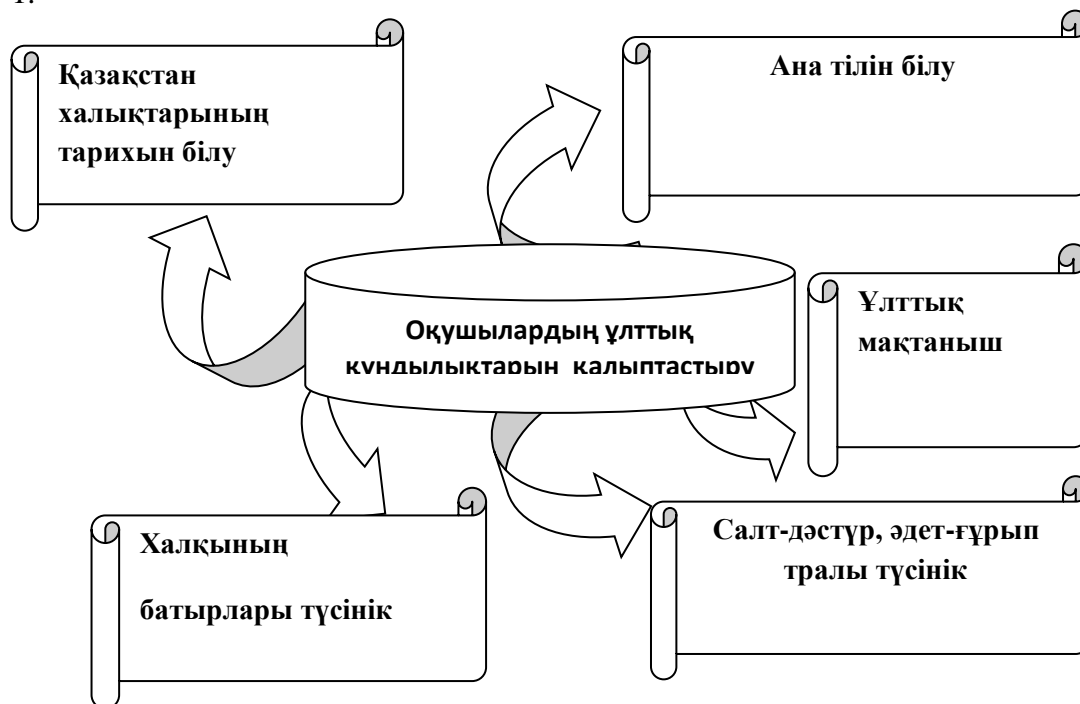 1.
Қазақстан
халықтарының
тарихын білу
Ана тілін білу
Оқушылардың ұлттық
құндылықтарын қалыптастыру
Ұлттық
мақтаныш
Халқының
батырлары түсінік
Салт-дәстүр, әдет-ғұрып
тралы түсінік